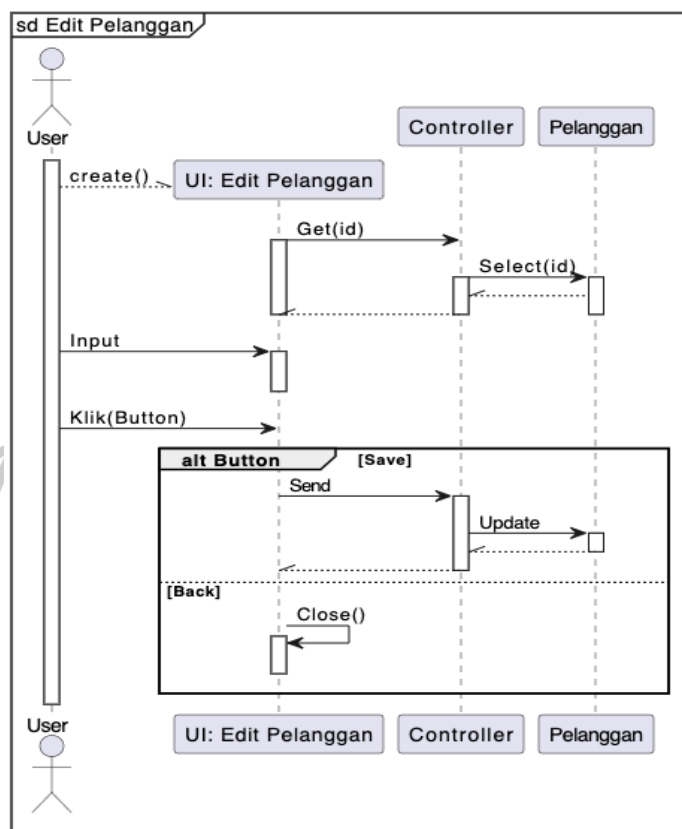 sd Edit Pelanggan
User
Controller
Pelanggan
create()
UI: Edit Pelanggan
Get(id)
Select(id)
Input
Klik(Button)
alt Button
[Save]
Send
Update
[Back]
Close()
User
UI: Edit Pelanggan
Controller
Pelanggan